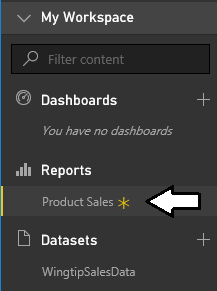 My Workspace
Filter content
Dashboards
You have no dashboards
Reports
Product Sales
Datasets
WingtipSalesData